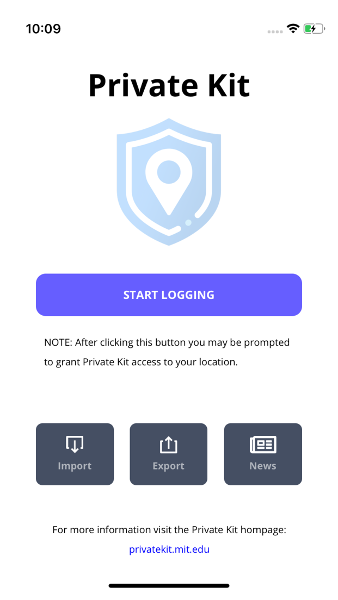 10:09
Private Kit
START LOGGING
NOTE: After clicking this button you may be prompted
to grant Private Kit access to your location.
Import Export News
For more information visit the Private Kit hompage:
privatekit.mit.edu